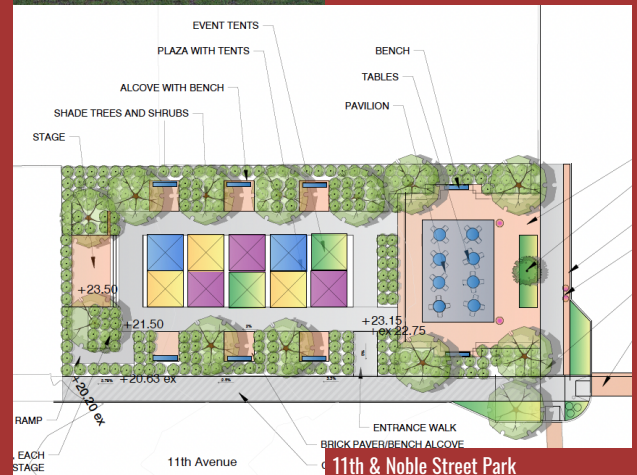 EVENT TENTS
PLAZA WITH TENTS
BENCH
TABLES
ALCOVE WITH BENCH
PAVILION
SHADE TREES AND SHRUBS
STAGE
+23.50
+21.50
+23.15
+ex 22.75
+20.63 ex
+20.20 ex
RAMP
ENTRANCE WALK
BRICK PAVER/BENCH ALCOVE
EACH
STAGE
11th Avenue
11th & Noble Street Park